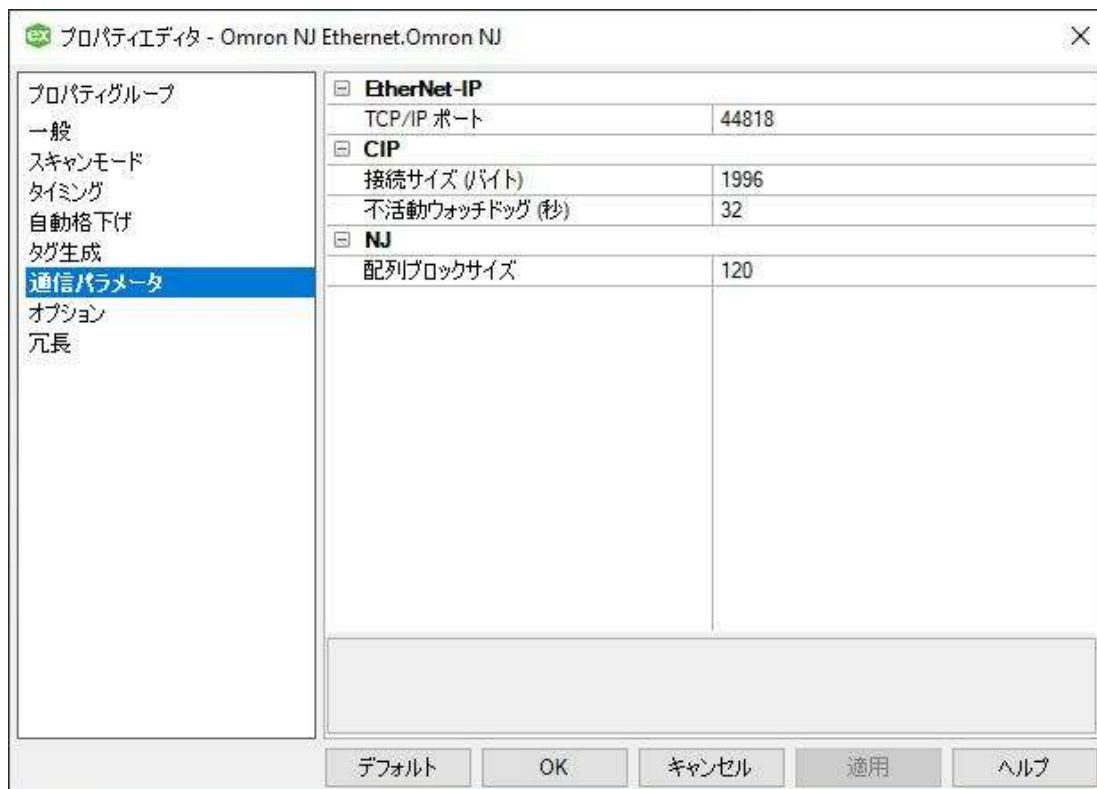 プロパティエディタ - Omron NJ Ethernet.Omron NJ
プロパティグループ
一般
スキャンモード
タイミング
自動格下げ
タグ生成
通信パラメータ
オプション
冗長
EtherNet-IP
TCP/IP ポート 44818
CIP
接続サイズ (バイト) 1996
不活動ウォッチドッグ (秒) 32
NJ
配列ブロックサイズ 120
デフォルト OK キャンセル 適用 ヘルプ